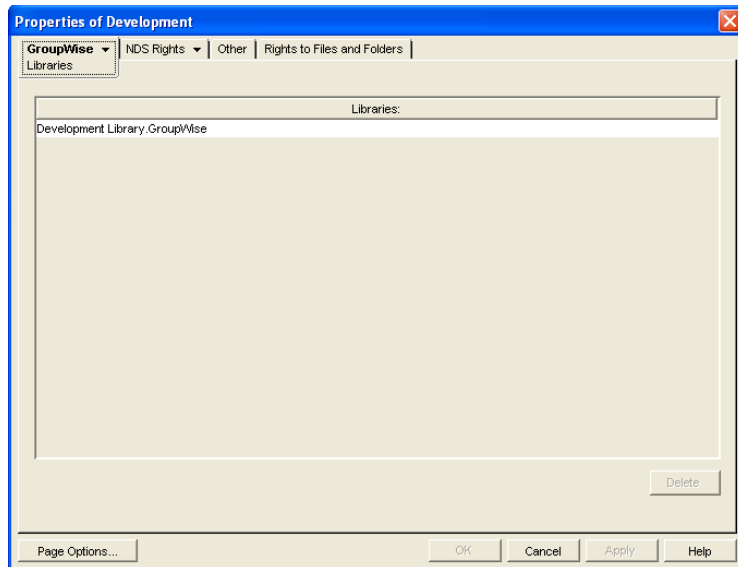 Properties of Development
GroupWise NDS Rights Other Rights to Files and Folders
Libraries
Libraries:
Development Library.GroupWise
Delete
Page Options... OK Cancel Apply Help